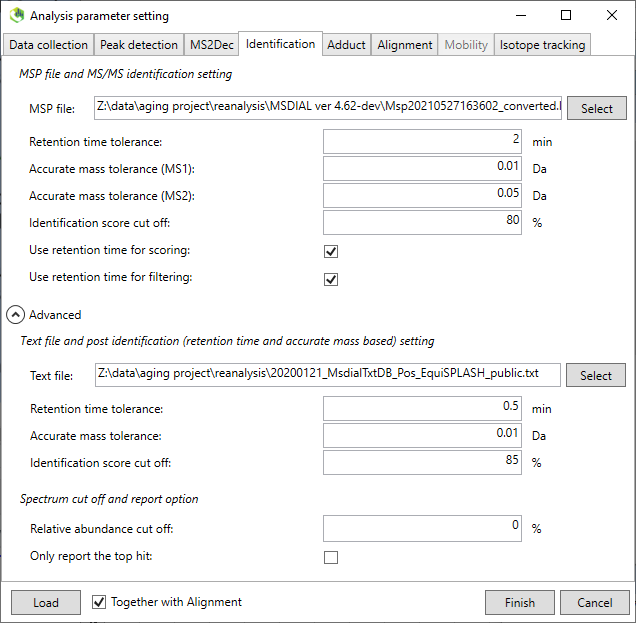 Analysis parameter setting
Data collection Peak detection MS2Dec Identification Adduct Alignment Mobility Isotope tracking
MSP file and MS/MS identification setting
MSP file: Z:\data\aging project\reanalysis\MSDIAL ver 4.62-dev\Msp20210527163602_converted. Select
Retention time tolerance: 2 min
Accurate mass tolerance (MS1): 0.01 Da
Accurate mass tolerance (MS2): 0.05 Da
Identification score cut off: 80 %
Use retention time for scoring:
Use retention time for filtering:
Advanced
Text file and post identification (retention time and accurate mass based) setting
Text file: Z:\data\aging project\reanalysis\20200121_MsdialTxtDB_Pos_EquiSPLASH_public.txt Select
Retention time tolerance: 0.5 min
Accurate mass tolerance: 0.01 Da
Identification score cut off: 85 %
Spectrum cut off and report option
Relative abundance cut off: 0 %
Only report the top hit:
Load Together with Alignment Finish Cancel